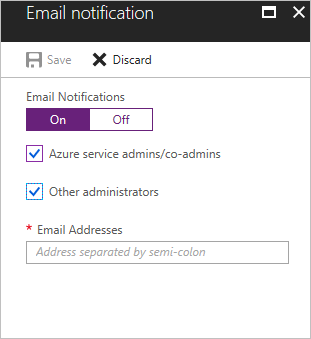 Email notification
Save Discard
Email Notifications
On Off
Azure service admins/co-admins
Other administrators
* Email Addresses
Address separated by semi-colon